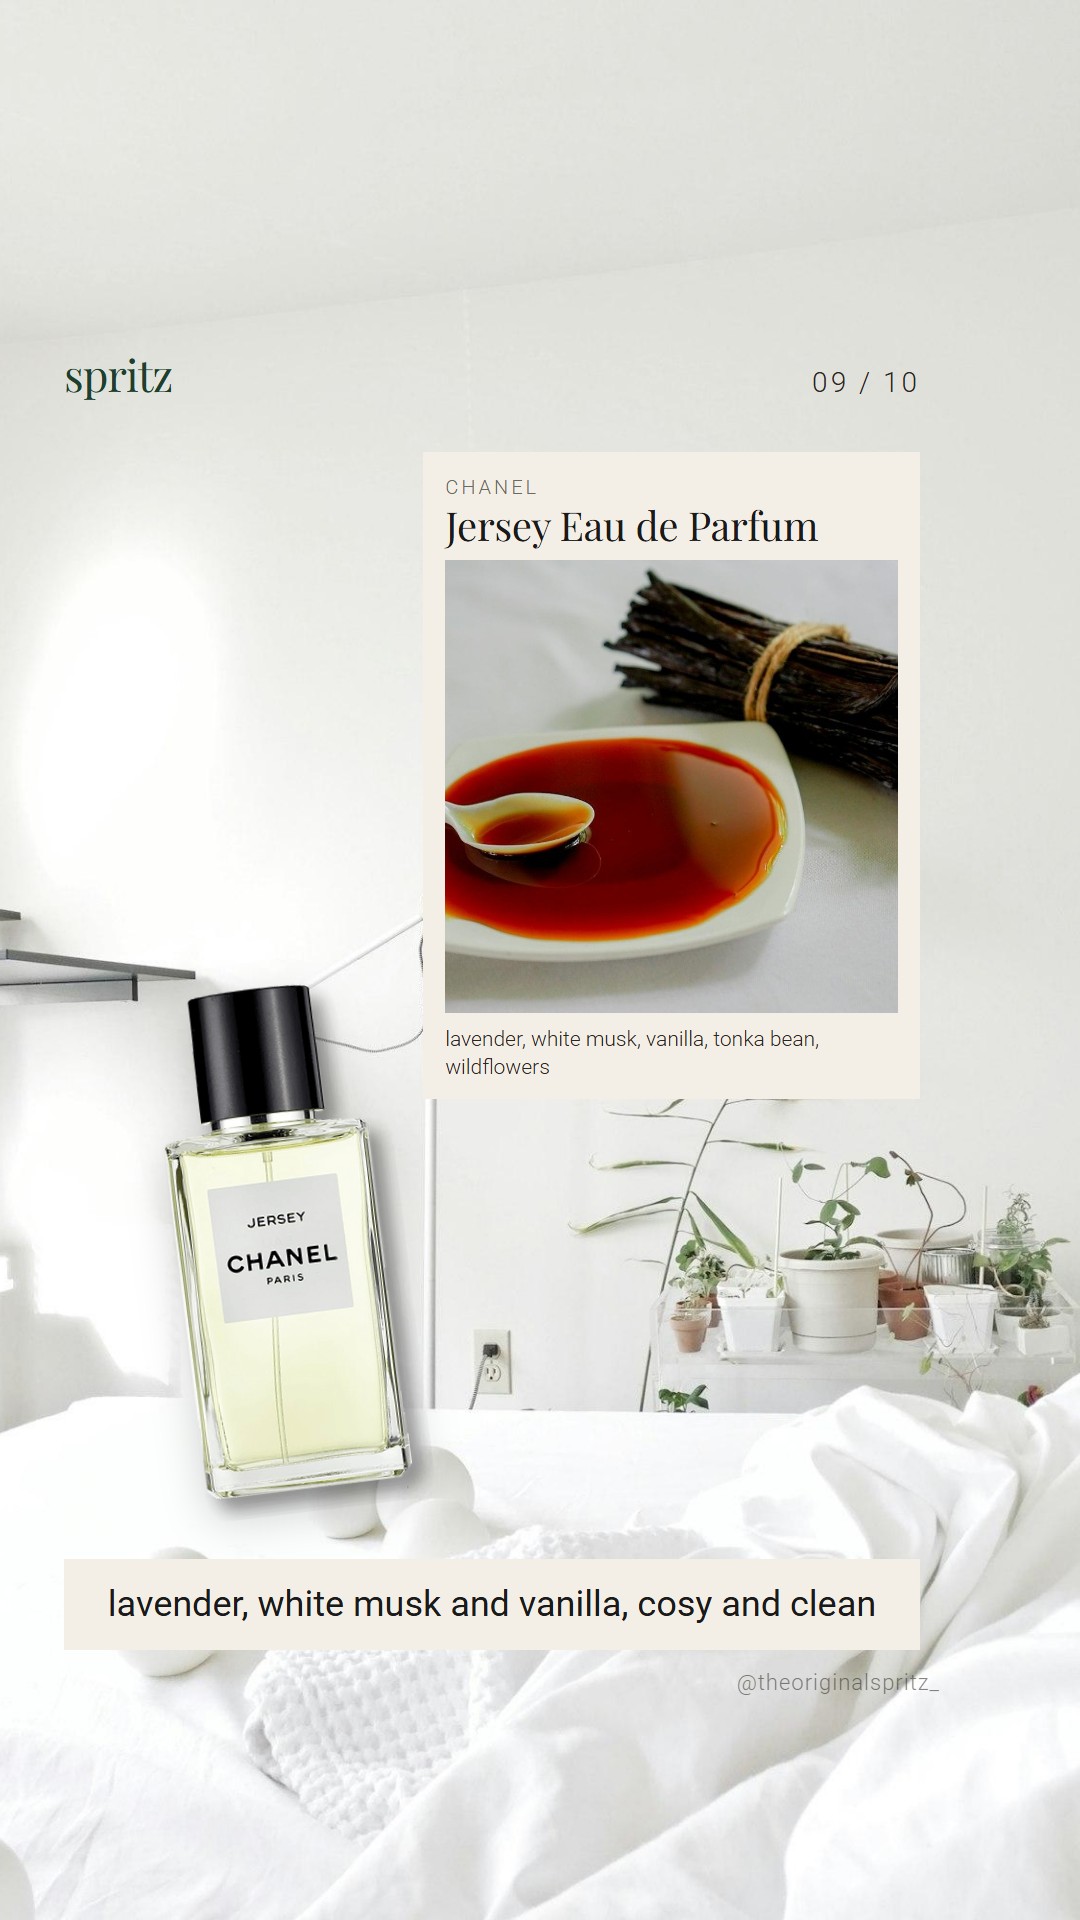 spritz
09 / 10
CHANEL
Jersey Eau de Parfum
lavender, white musk, vanilla, tonka bean,
wildflowers
JERSEY
CHANEL
PARIS
lavender, white musk and vanilla, cosy and clean
@theoriginalspritz_